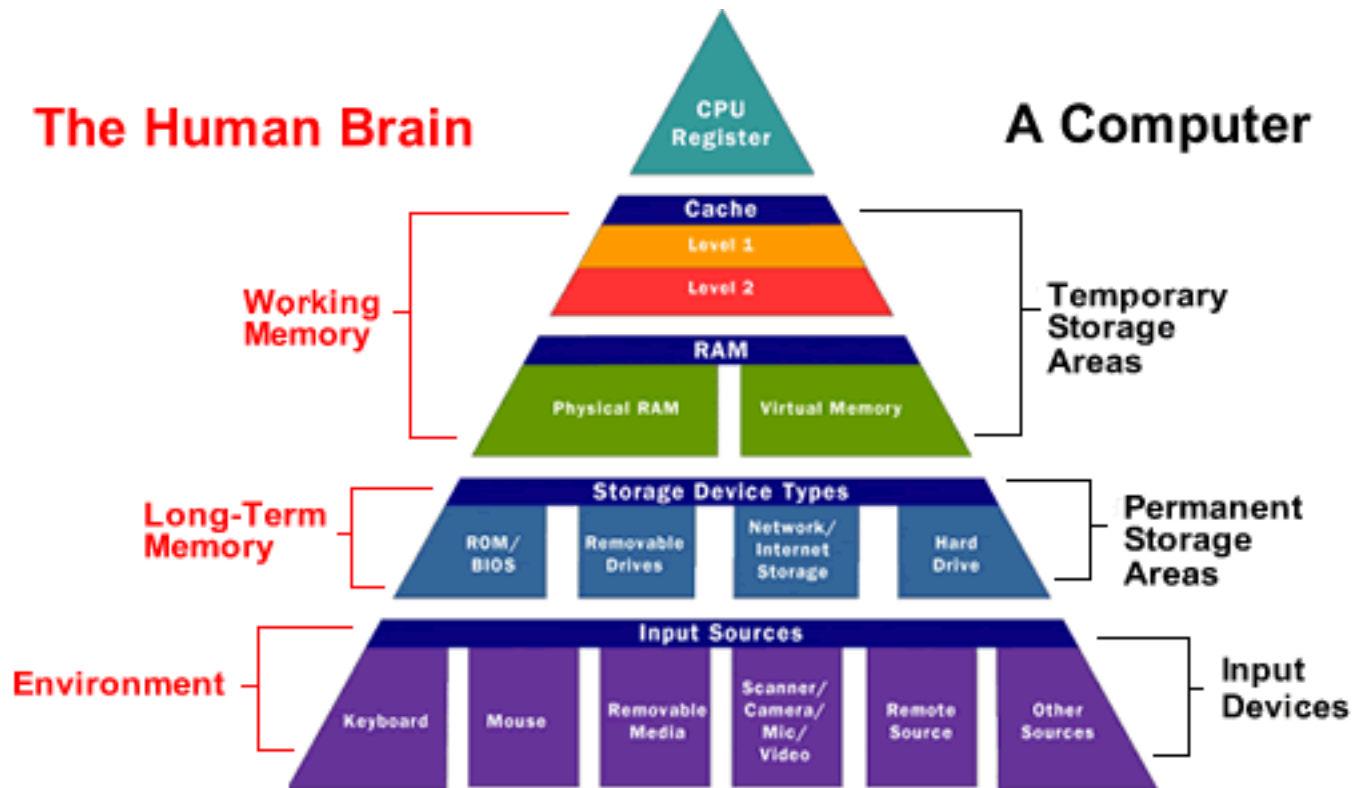 The Human Brain
A Computer
CPU
Register
Cache
Level 1
Level 2
Working
Memory
Temporary
Storage
Areas
RAM
Physical RAM
Virtual Memory
Long-Term
Memory
Storage Device Types
ROM/
BIOS
Removable
Drives
Network/
Internet
Storage
Hard
Drive
Permanent
Storage
Areas
Environment
Input Sources
Keyboard
Mouse
Removable
Media
Scanner/
Camera/
Mic/
Video
Remote
Source
Other
Sources
Input
Devices